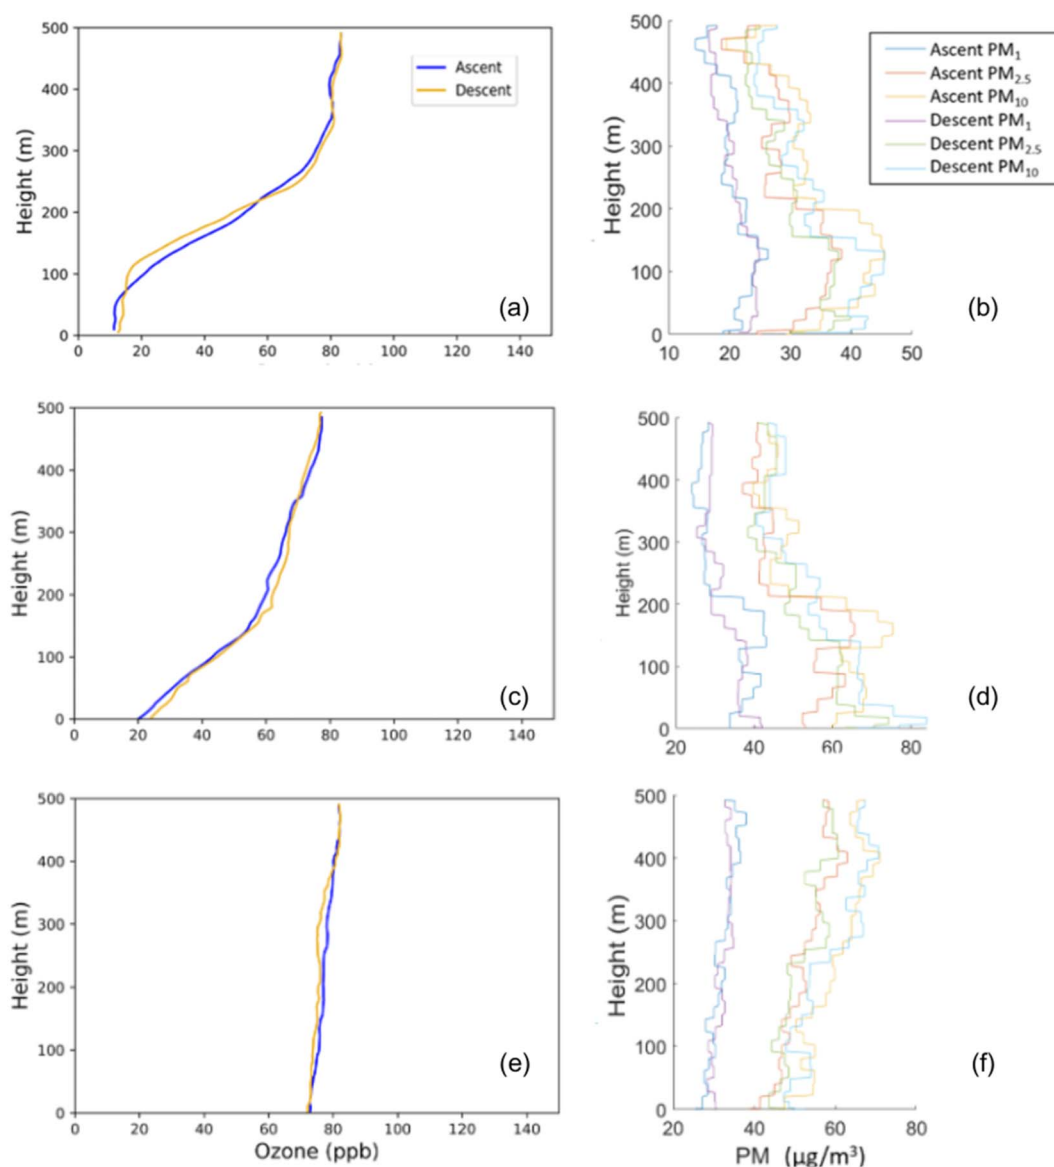 500
400
300
200
100
0
Height (m)
0 20 40 60 80 100 120 140
Ascent
Descent
(a)
500
400
300
200
100
0
Height (m)
10 20 30 40 50
Ascent PM₁
Ascent PM₂.₅
Ascent PM₁₀
Descent PM₁
Descent PM₂.₅
Descent PM₁₀
(b)
500
400
300
200
100
0
Height (m)
0 20 40 60 80 100 120 140
(c)
500
400
300
200
100
0
Height (m)
20 40 60 80
(d)
500
400
300
200
100
0
Height (m)
0 20 40 60 80 100 120 140
Ozone (ppb)
(e)
500
400
300
200
100
0
Height (m)
20 40 60 80
PM (µg/m³)
(f)